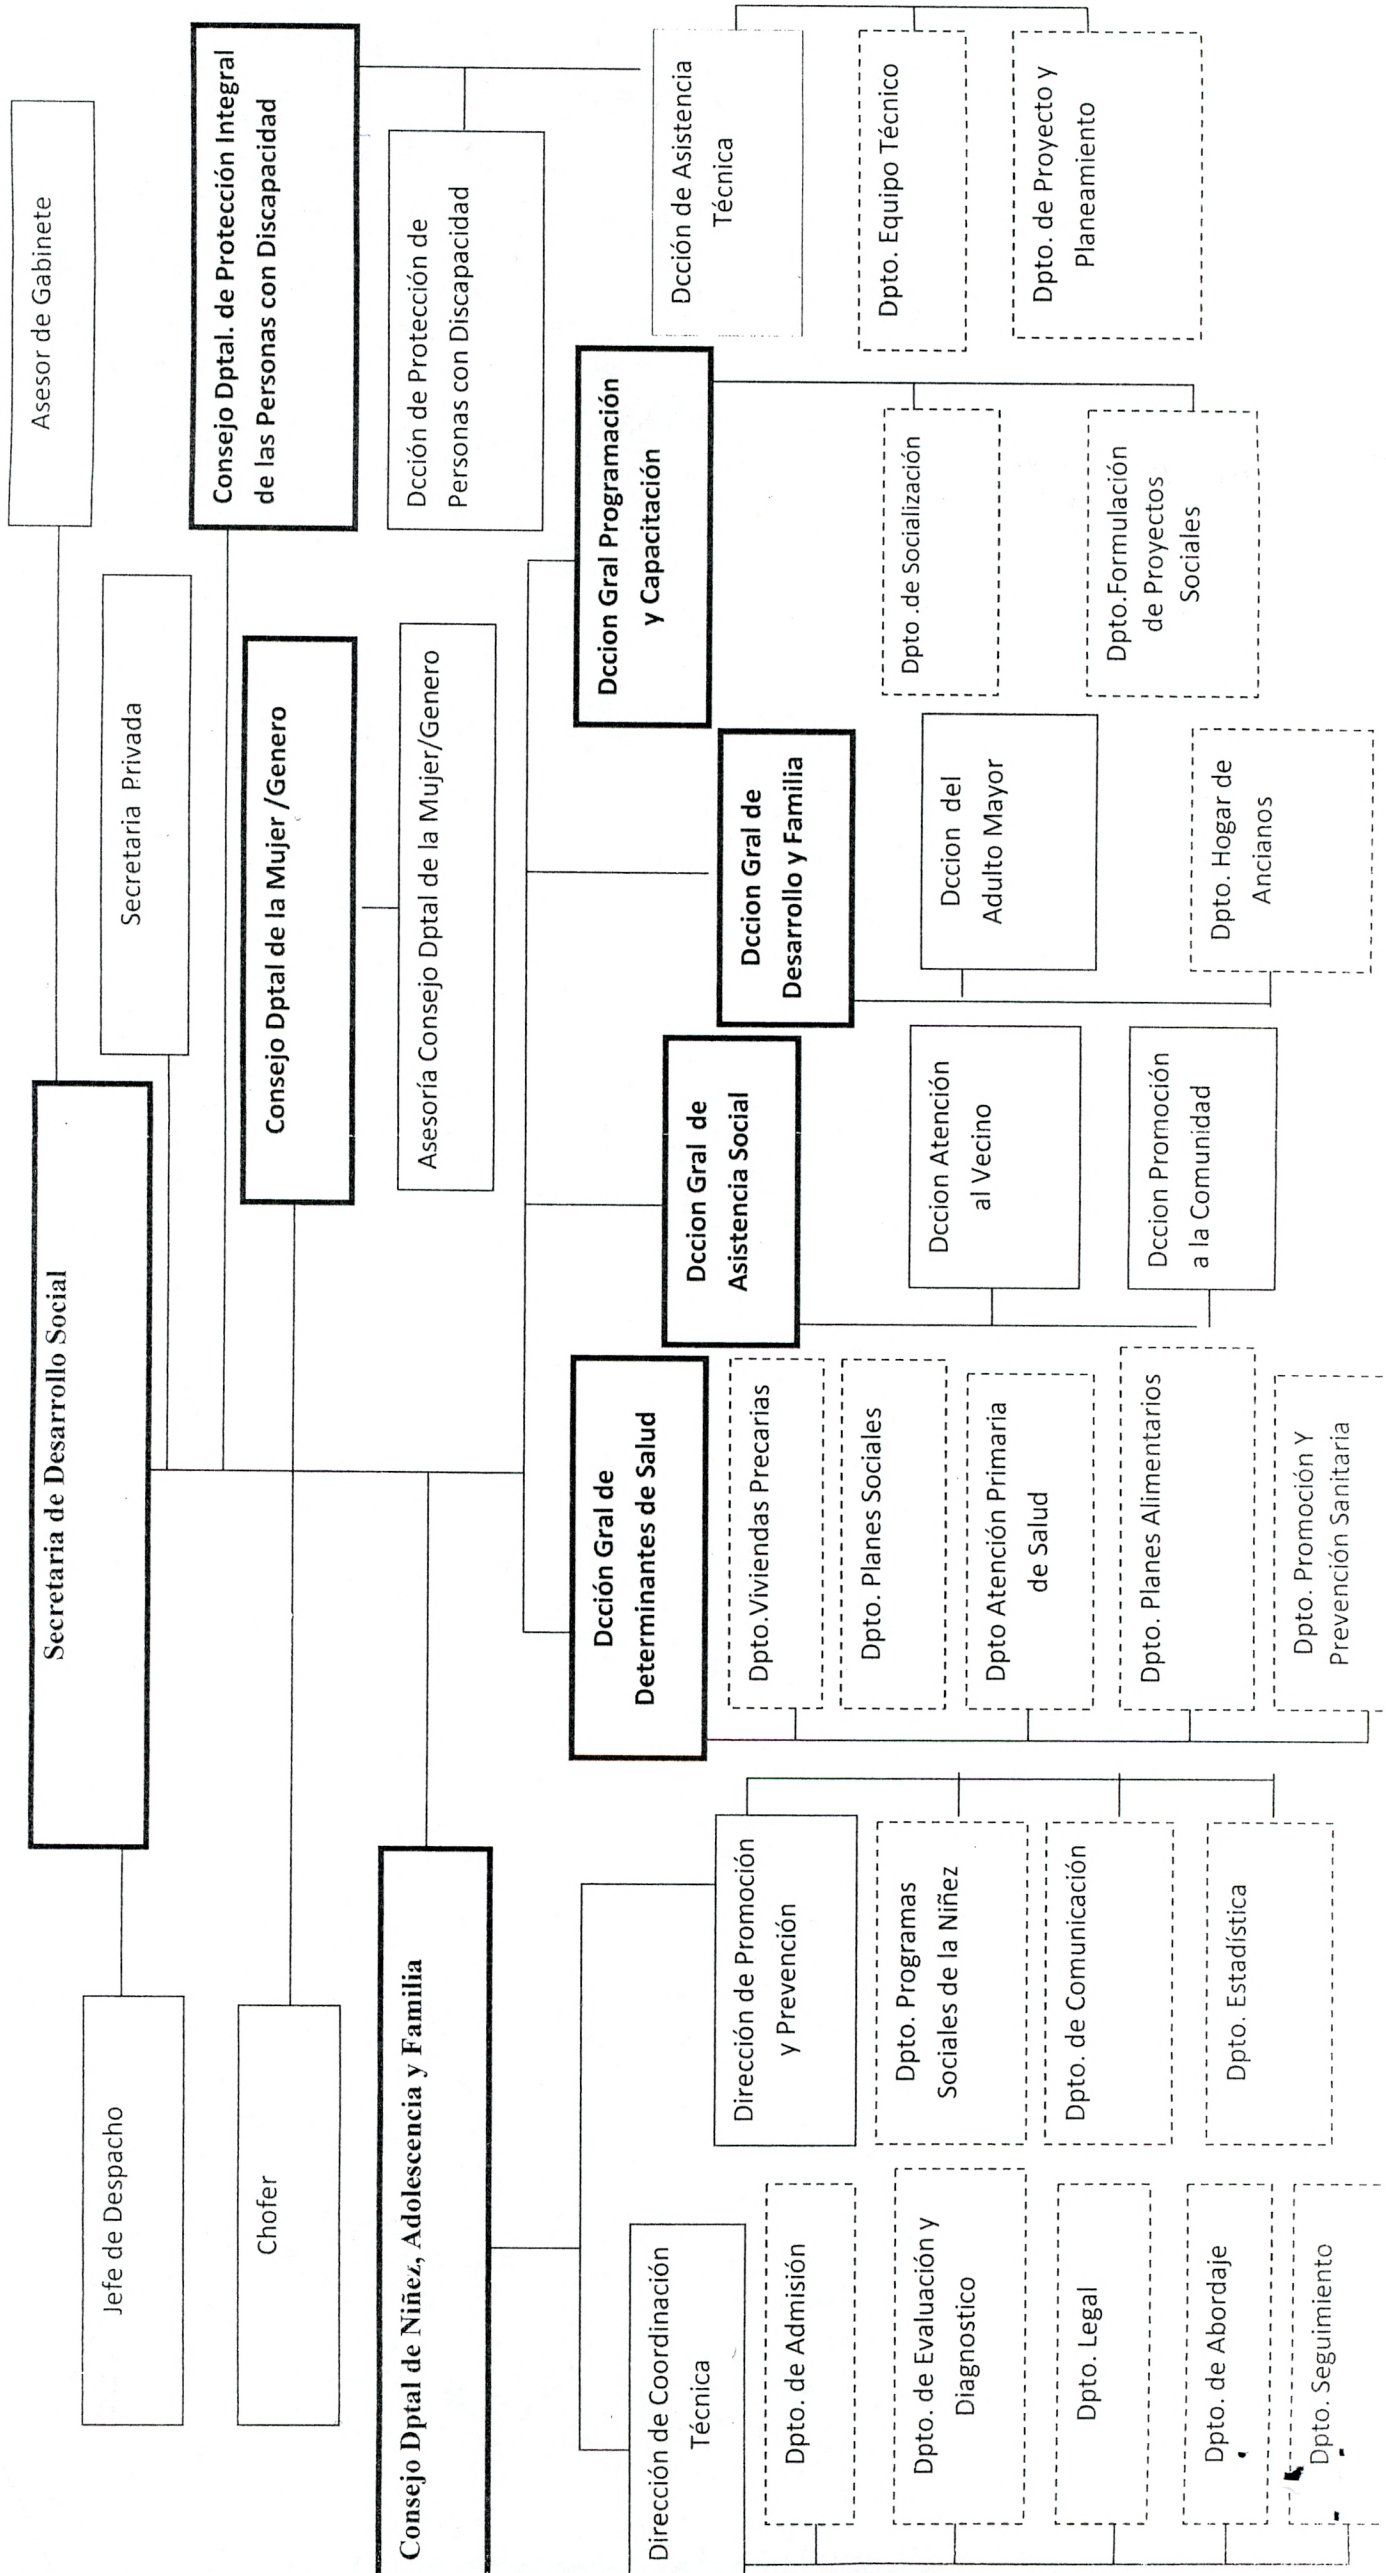 Secretaria de Desarrollo Social
Asesor de Gabinete
Jefe de Despacho
Secretaria Privada
Chofer
Consejo Dptal. de Protección Integral
de las Personas con Discapacidad
Consejo Dptal de la Mujer /Genero
Consejo Dptal de Niñez, Adolescencia y Familia
Asesoría Consejo Dptal de la Mujer/Genero
Dcción de Protección de
Personas con Discapacidad
Dcción Gral de
Determinantes de Salud
Dccion Gral de
Asistencia Social
Dccion Gral de
Desarrollo y Familia
Dccion Gral Programación
y Capacitación
Dcción de Asistencia
Técnica
Dirección de Coordinación
Técnica
Dpto. de Admisión
Dpto. de Evaluación y
Diagnostico
Dpto. Legal
Dpto. de Abordaje
Dpto. Seguimiento
Dirección de Promoción
y Prevención
Dpto. Programas
Sociales de la Niñez
Dpto. de Comunicación
Dpto. Estadística
Dpto.Viviendas Precarias
Dpto. Planes Sociales
Dpto Atención Primaria
de Salud
Dpto. Planes Alimentarios
Dpto. Promoción Y
Prevención Sanitaria
Dccion Atención
al Vecino
Dccion Promoción
a la Comunidad
Dccion del
Adulto Mayor
Dpto. Hogar de
Ancianos
Dpto .de Socialización
Dpto.Formulación
de Proyectos
Sociales
Dpto. Equipo Técnico
Dpto. de Proyecto y
Planeamiento